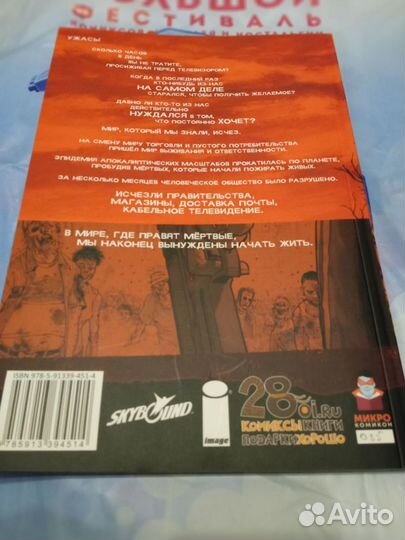 БОЛЬШОЙ
ФЕСТИВАЛЬ
УЖАСЫ
СКОЛЬКО ЧАСОВ
В ДЕНЬ
ВЫ НЕ ТРАТИТЕ,
ПРОСИЖИВАЯ ПЕРЕД ТЕЛЕВИЗОРОМ?
КОГДА В ПОСЛЕДНИЙ РАЗ
КТО-НИБУДЬ ИЗ НАС
НА САМОМ ДЕЛЕ
СТАРАЛСЯ, ЧТОБЫ ПОЛУЧИТЬ ЖЕЛАЕМОЕ?
ДАВНО ЛИ КТО-ТО ИЗ НАС
ДЕЙСТВИТЕЛЬНО
НУЖДАЛСЯ В ТОМ,
ЧТО ПОСТОЯННО ХОЧЕТ?
МИР, КОТОРЫЙ МЫ ЗНАЛИ, ИСЧЕЗ.
НА СМЕНУ МИРУ ТОРГОВЛИ И ПУСТОГО ПОТРЕБИТЕЛЬСТВА
ПРИШЁЛ МИР ВЫЖИВАНИЯ И ОТВЕТСТВЕННОСТИ.
ЭПИДЕМИЯ АПОКАЛИПТИЧЕСКИХ МАСШТАБОВ ПРОКАТИЛАСЬ ПО ПЛАНЕТЕ,
ПРОБУДИВ МЁРТВЫХ, КОТОРЫЕ НАЧАЛИ ПОЖИРАТЬ ЖИВЫХ.
ЗА НЕСКОЛЬКО МЕСЯЦЕВ ЧЕЛОВЕЧЕСКОЕ ОБЩЕСТВО БЫЛО РАЗРУШЕНО.
ИСЧЕЗЛИ ПРАВИТЕЛЬСТВА,
МАГАЗИНЫ, ДОСТАВКА ПОЧТЫ,
КАБЕЛЬНОЕ ТЕЛЕВИДЕНИЕ.
В МИРЕ, ГДЕ ПРАВЯТ МЁРТВЫЕ,
МЫ НАКОНЕЦ ВЫНУЖДЕНЫ НАЧАТЬ ЖИТЬ.
ISBN 978-5-91339-451-4
785913 394514
SKYBOUND
image
28oi.ru
КОМИКСЫ КНИГИ
ПОДАРКИ ХОРОШО
МИКРО
КОМИКОН
Avito